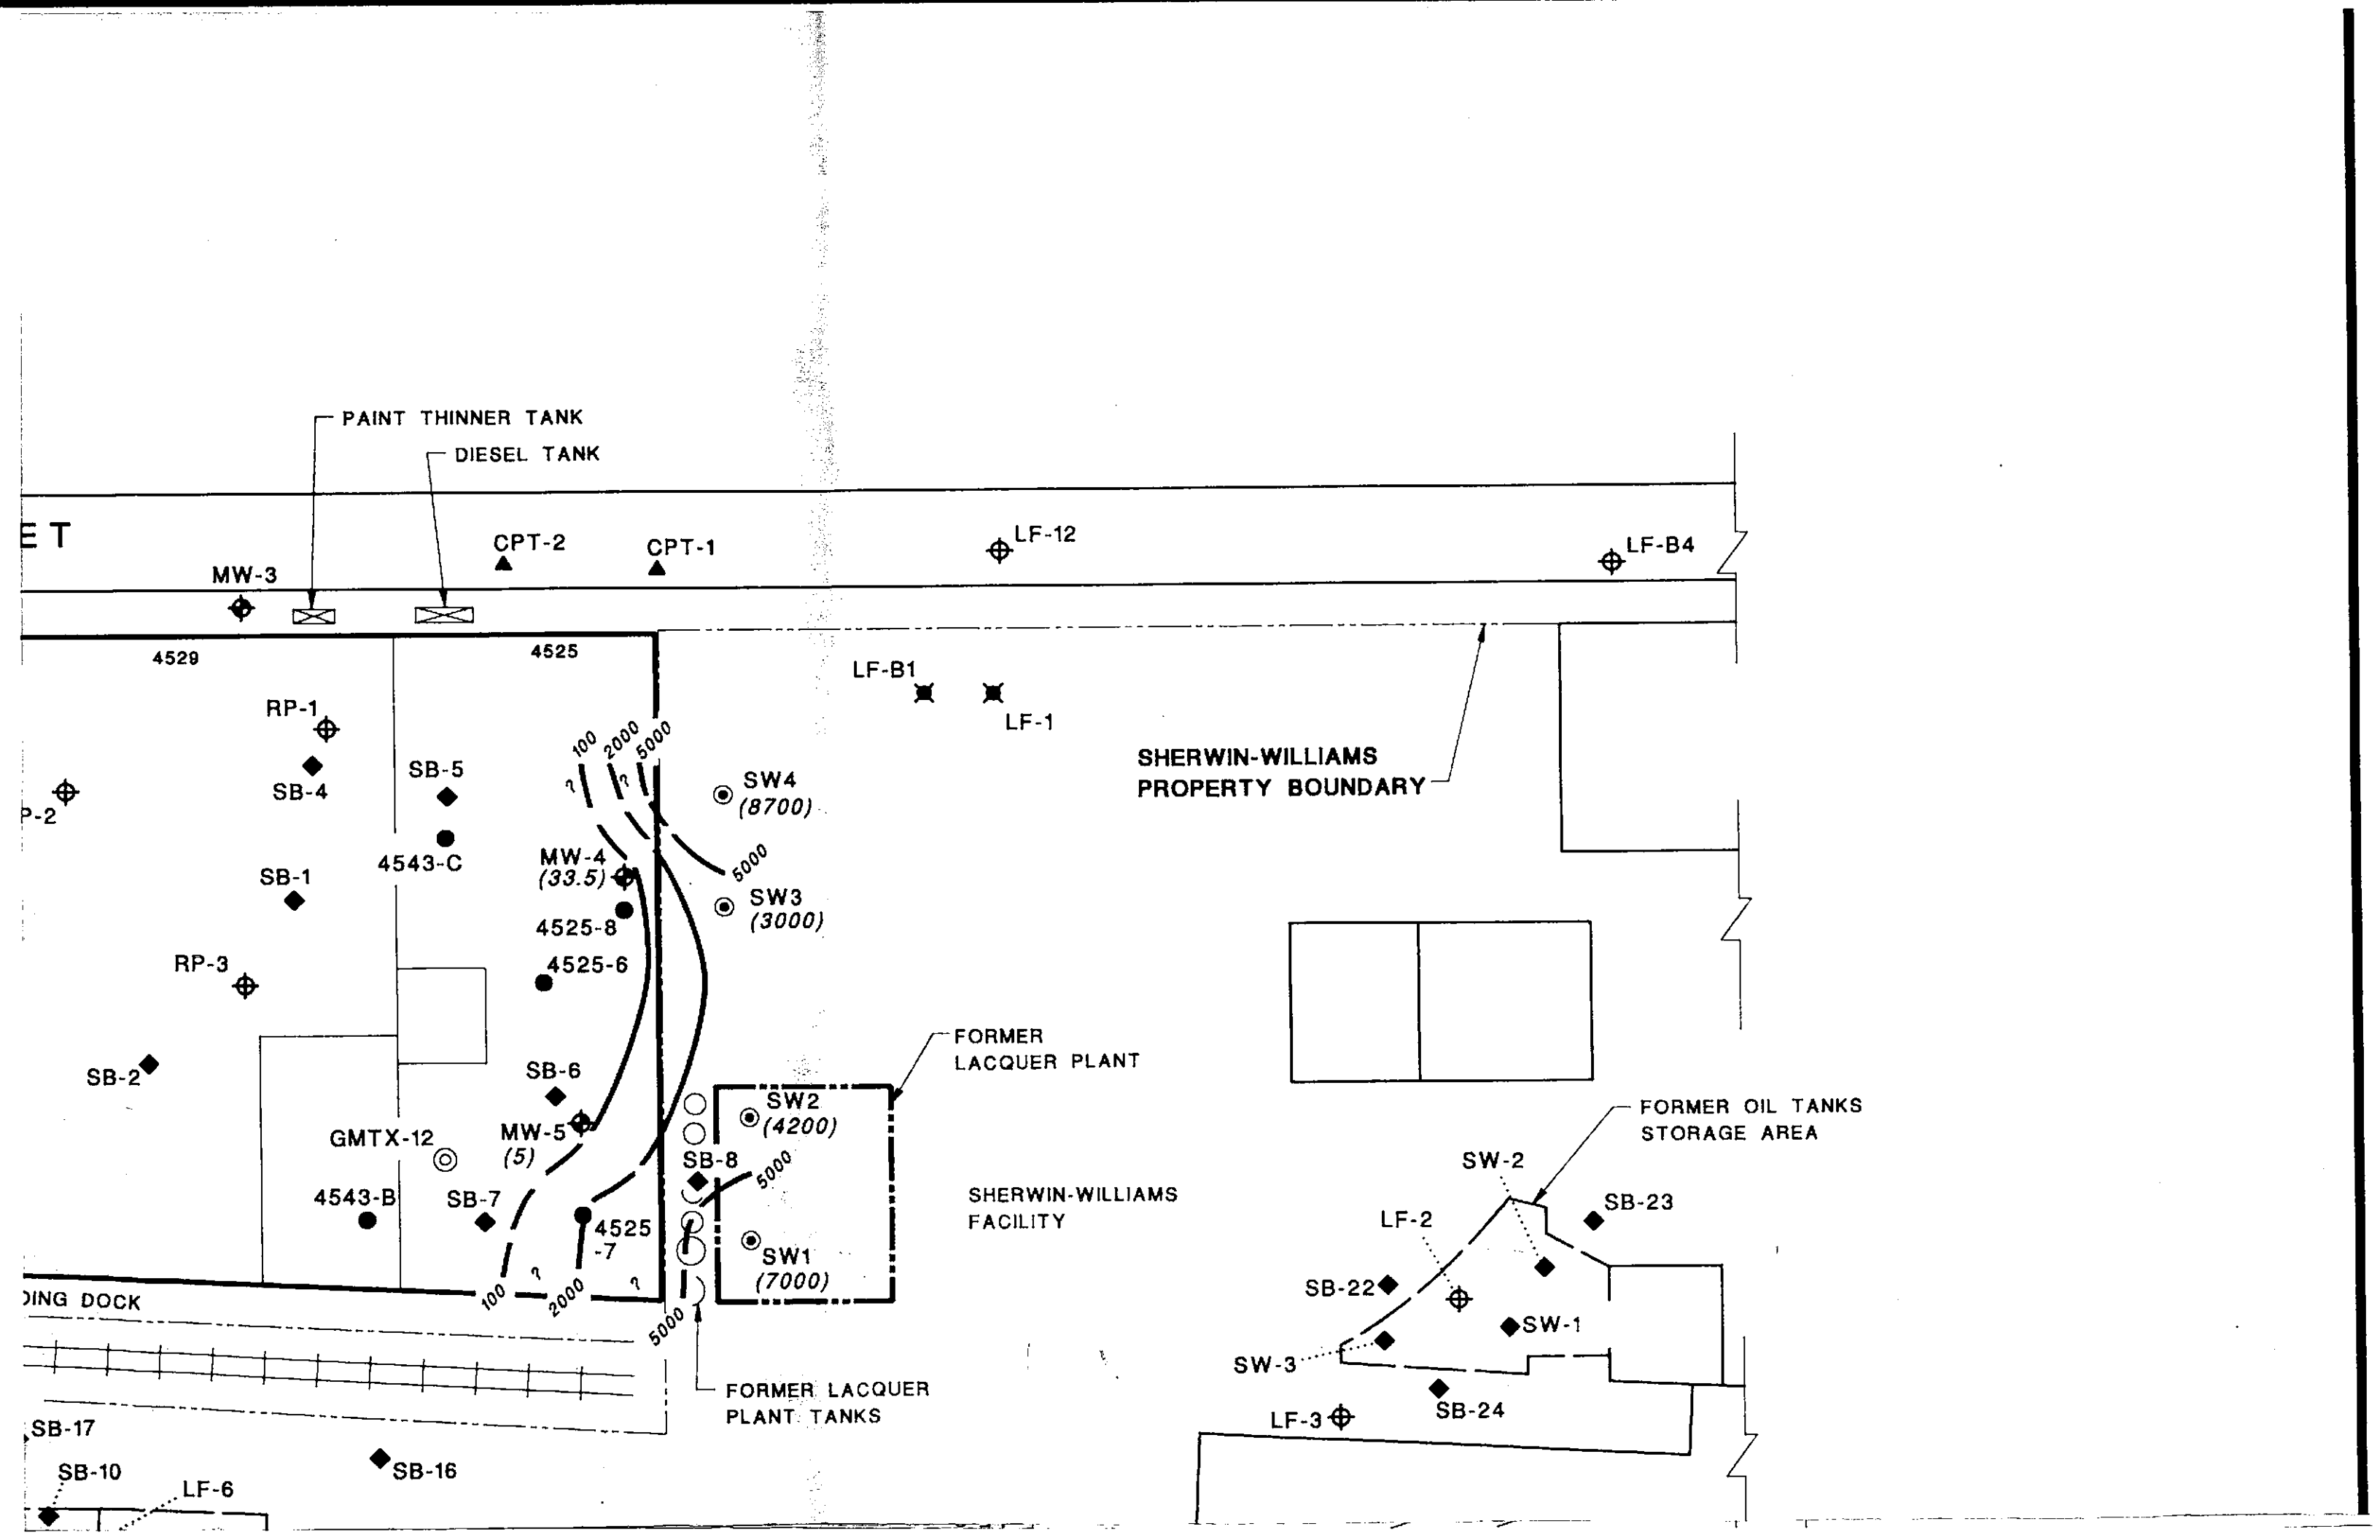 PAINT THINNER TANK
DIESEL TANK
ET
CPT-2
CPT-1
LF-12
LF-B4
MW-3
4529
4525
LF-B1
LF-1
RP-1
SB-4
SB-5
100
2000
5000
?
?
SW4
(8700)
SHERWIN-WILLIAMS
PROPERTY BOUNDARY
P-2
4543-C
MW-4
(33.5)
5000
SB-1
SW3
(3000)
4525-8
4525-6
RP-3
FORMER
LACQUER PLANT
SB-2
SB-6
SW2
(4200)
FORMER OIL TANKS
STORAGE AREA
GMTX-12
MW-5
(5)
SB-8
5000
SW-2
4543-B
SB-7
4525
-7
SHERWIN-WILLIAMS
FACILITY
SB-23
LF-2
SW1
(7000)
?
?
SB-22
100
2000
5000
DING DOCK
SW-1
SW-3
FORMER LACQUER
PLANT TANKS
SB-24
LF-3
SB-17
SB-10
SB-16
LF-6